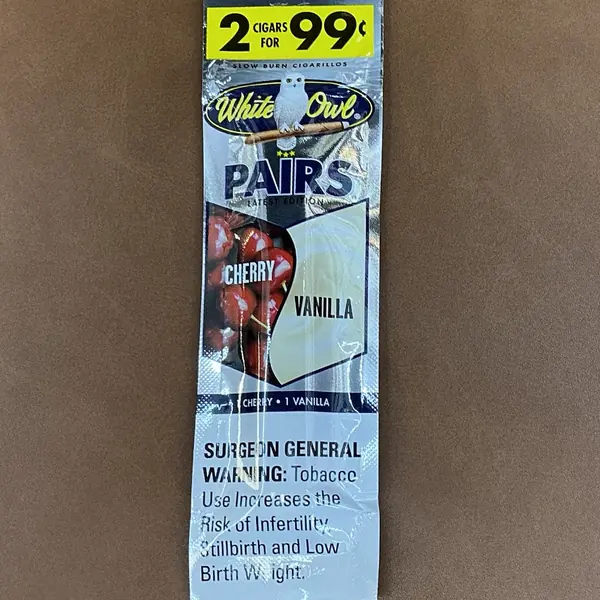 2 CIGARS FOR 99¢
SLOW BURN CIGARILLOS
White Owl®
PAIRS
LATEST EDITION
CHERRY
VANILLA
1 CHERRY • 1 VANILLA
SURGEON GENERAL
WARNING: Tobacco
Use Increases the
Risk of Infertility,
Stillbirth and Low
Birth Weight.